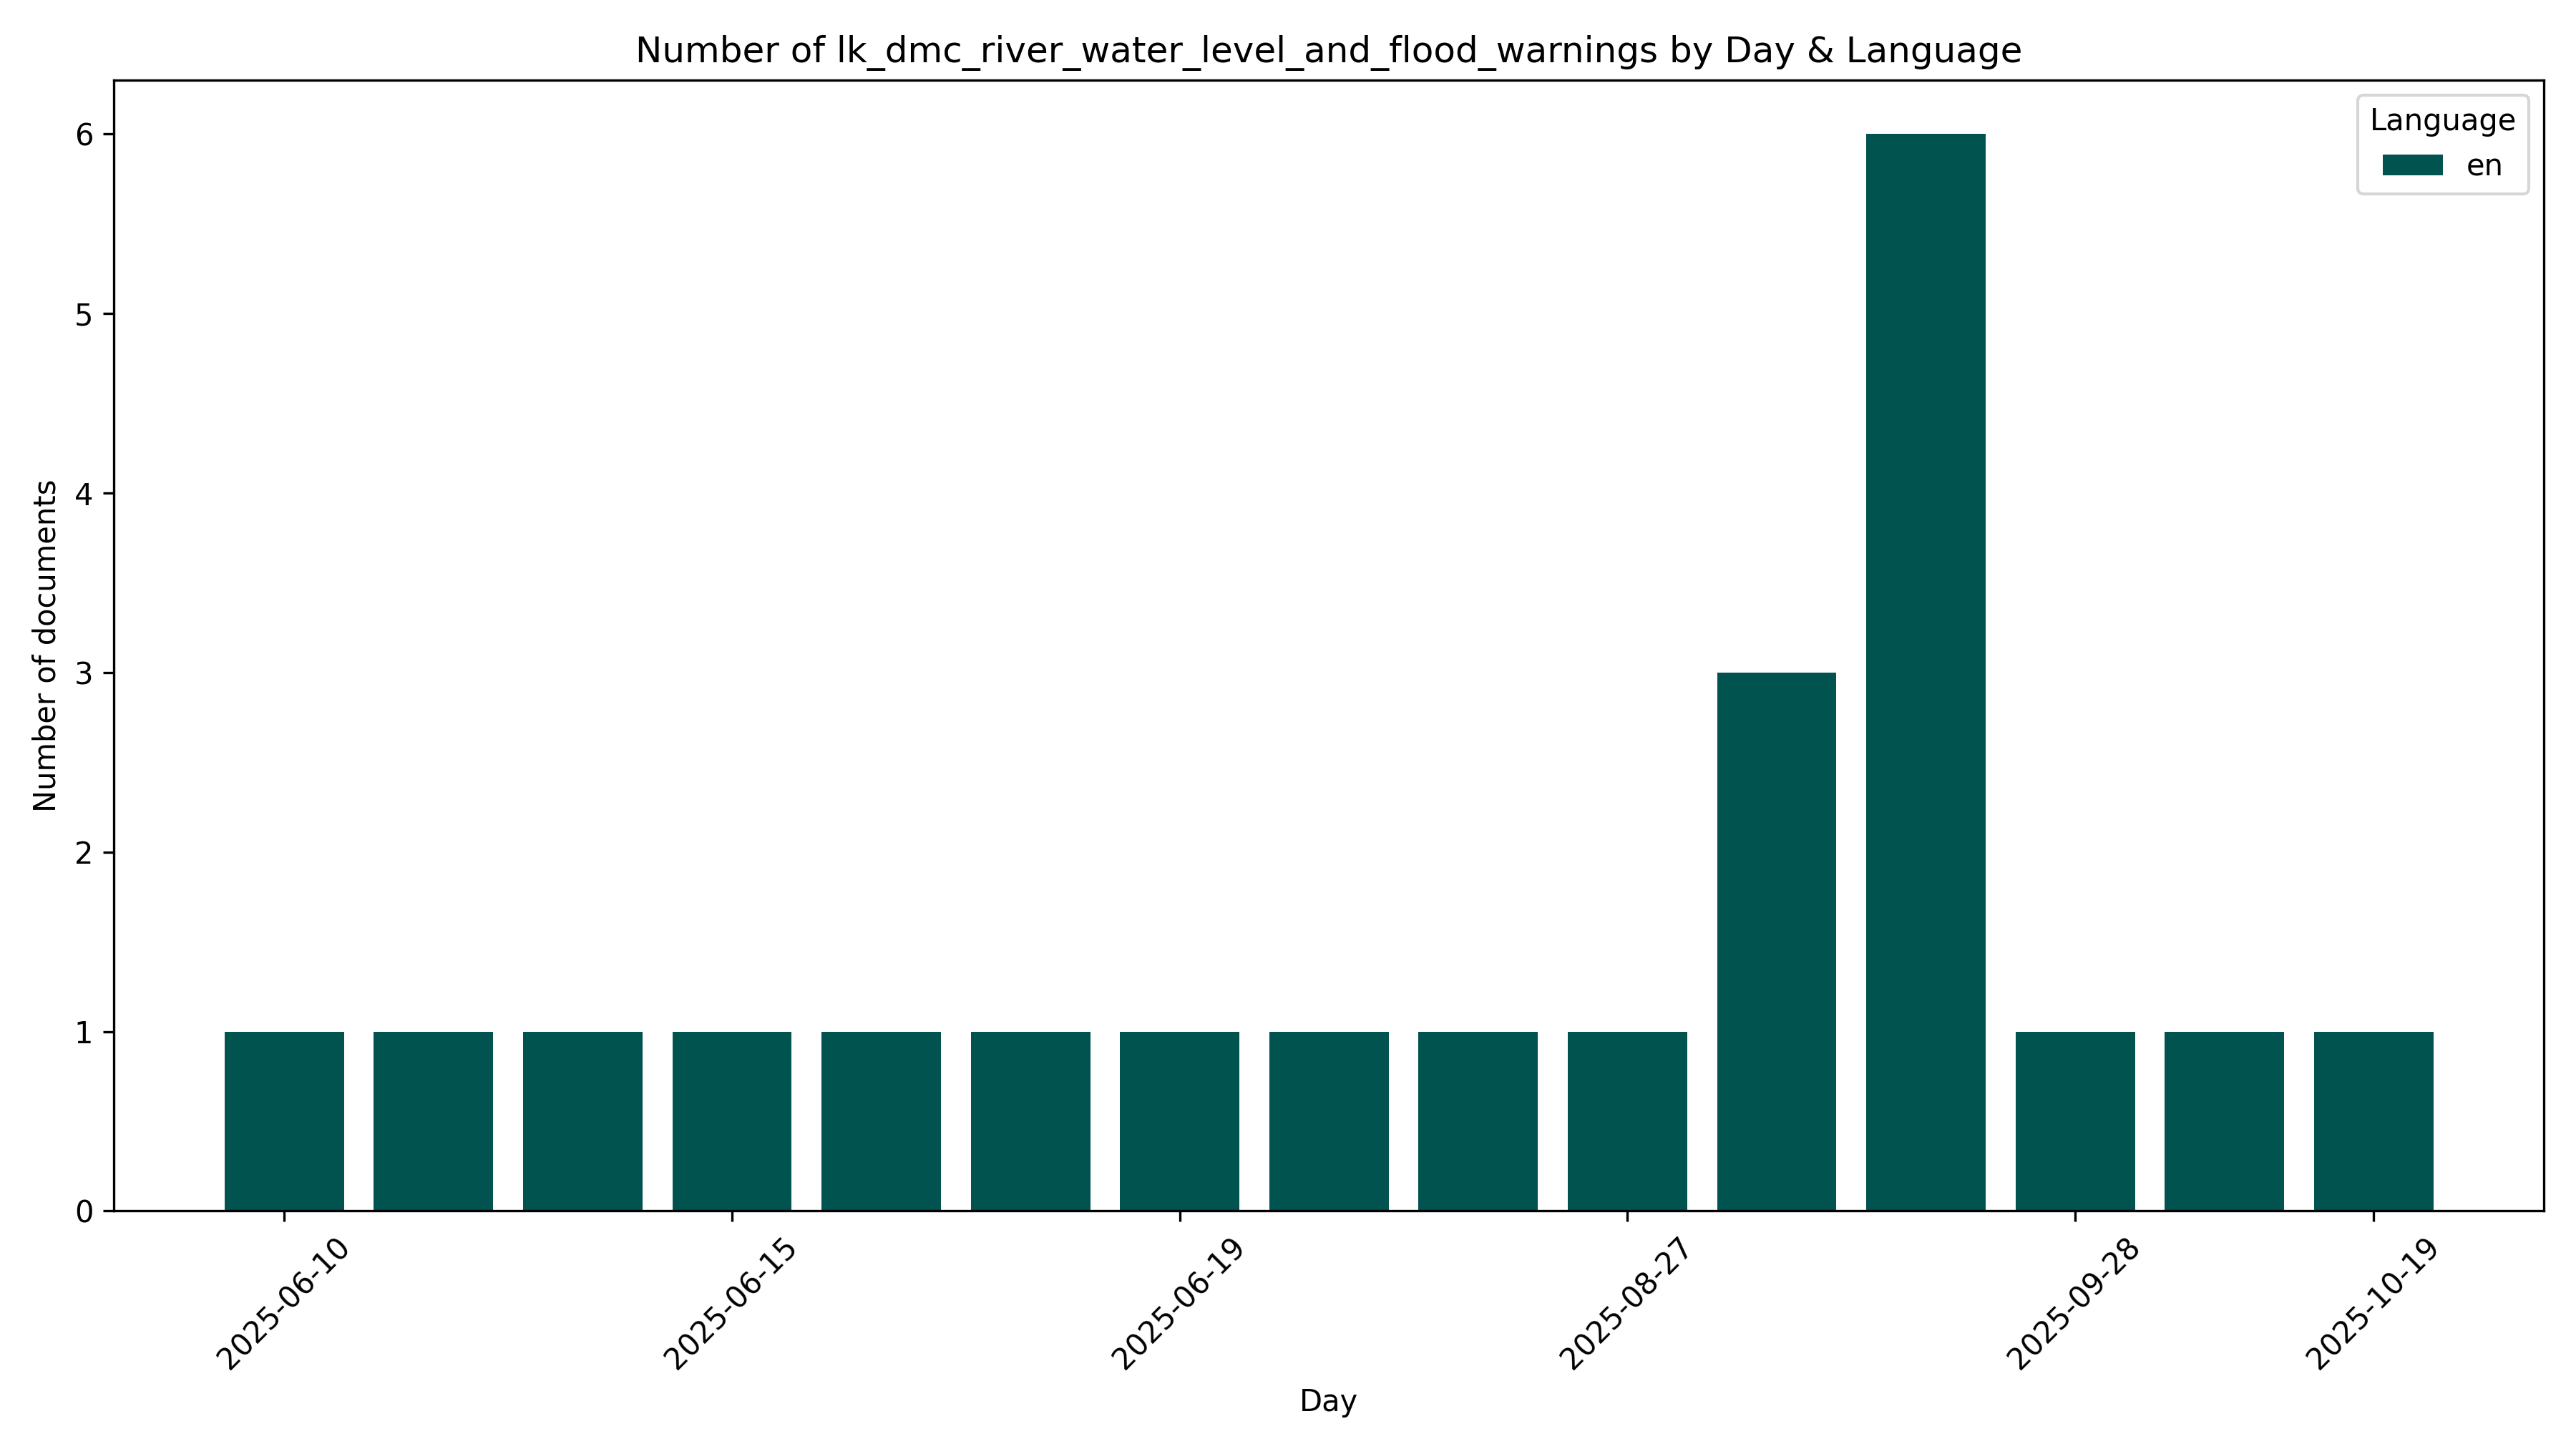 Number of lk_dmc_river_water_level_and_flood_warnings by Day & Language
Language
en
Number of documents
6
5
4
3
2
1
0
2025-06-10
2025-06-15
2025-06-19
2025-08-27
2025-09-28
2025-10-19
Day